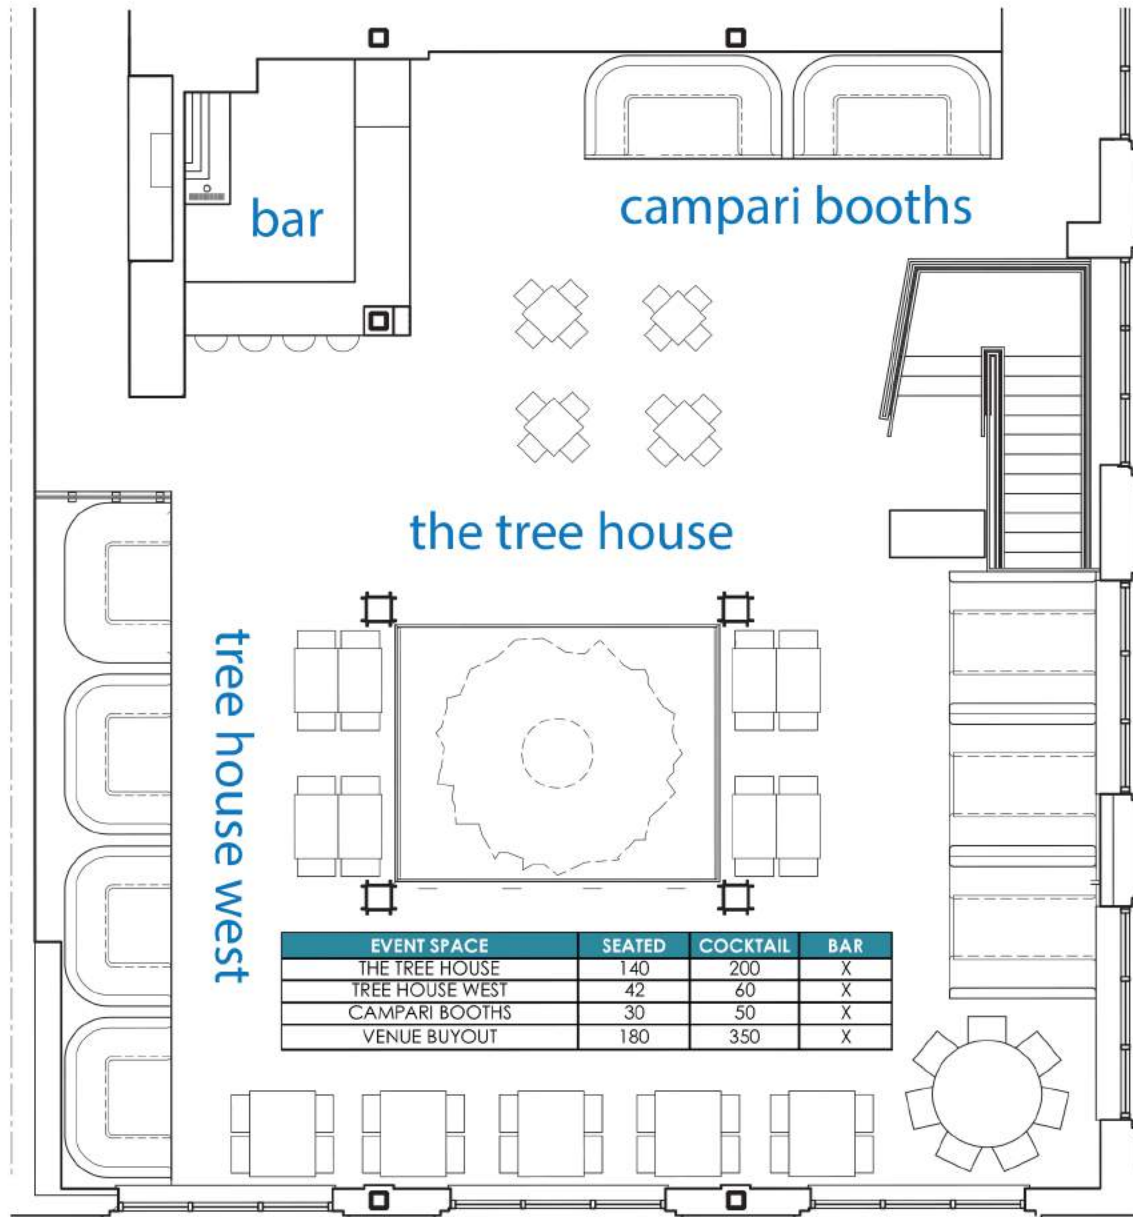 campari booths
bar
the tree house
tree house west
EVENT SPACE SEATED COCKTAIL BAR
THE TREE HOUSE 140 200 X
TREE HOUSE WEST 42 60 X
CAMPARI BOOTHS 30 50 X
VENUE BUYOUT 180 350 X